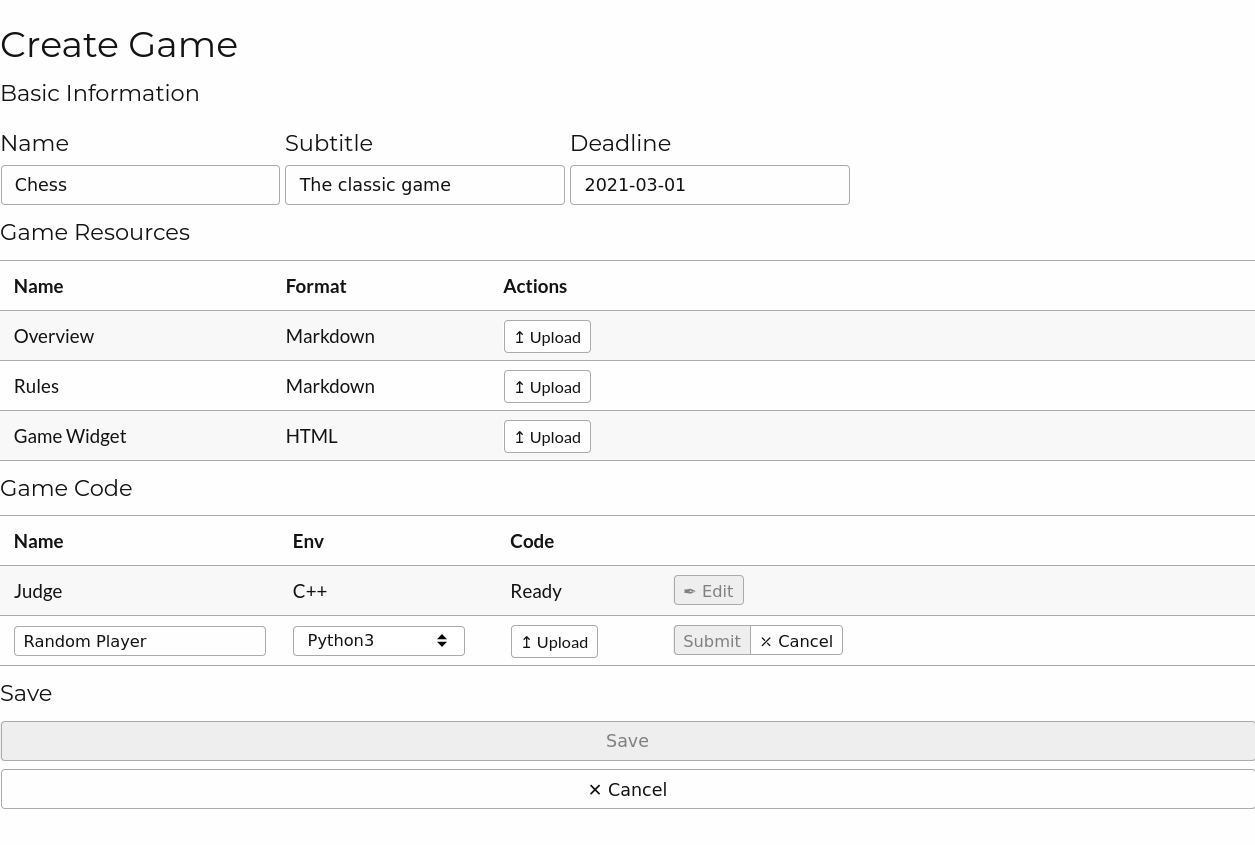 Create Game
Basic Information
Name Subtitle Deadline
Chess The classic game 2021-03-01
Game Resources
Name Format Actions
Overview Markdown ↥ Upload
Rules Markdown ↥ Upload
Game Widget HTML ↥ Upload
Game Code
Name Env Code
Judge C++ Ready ✒ Edit
Random Player Python3 ↥ Upload Submit × Cancel
Save
Save
× Cancel